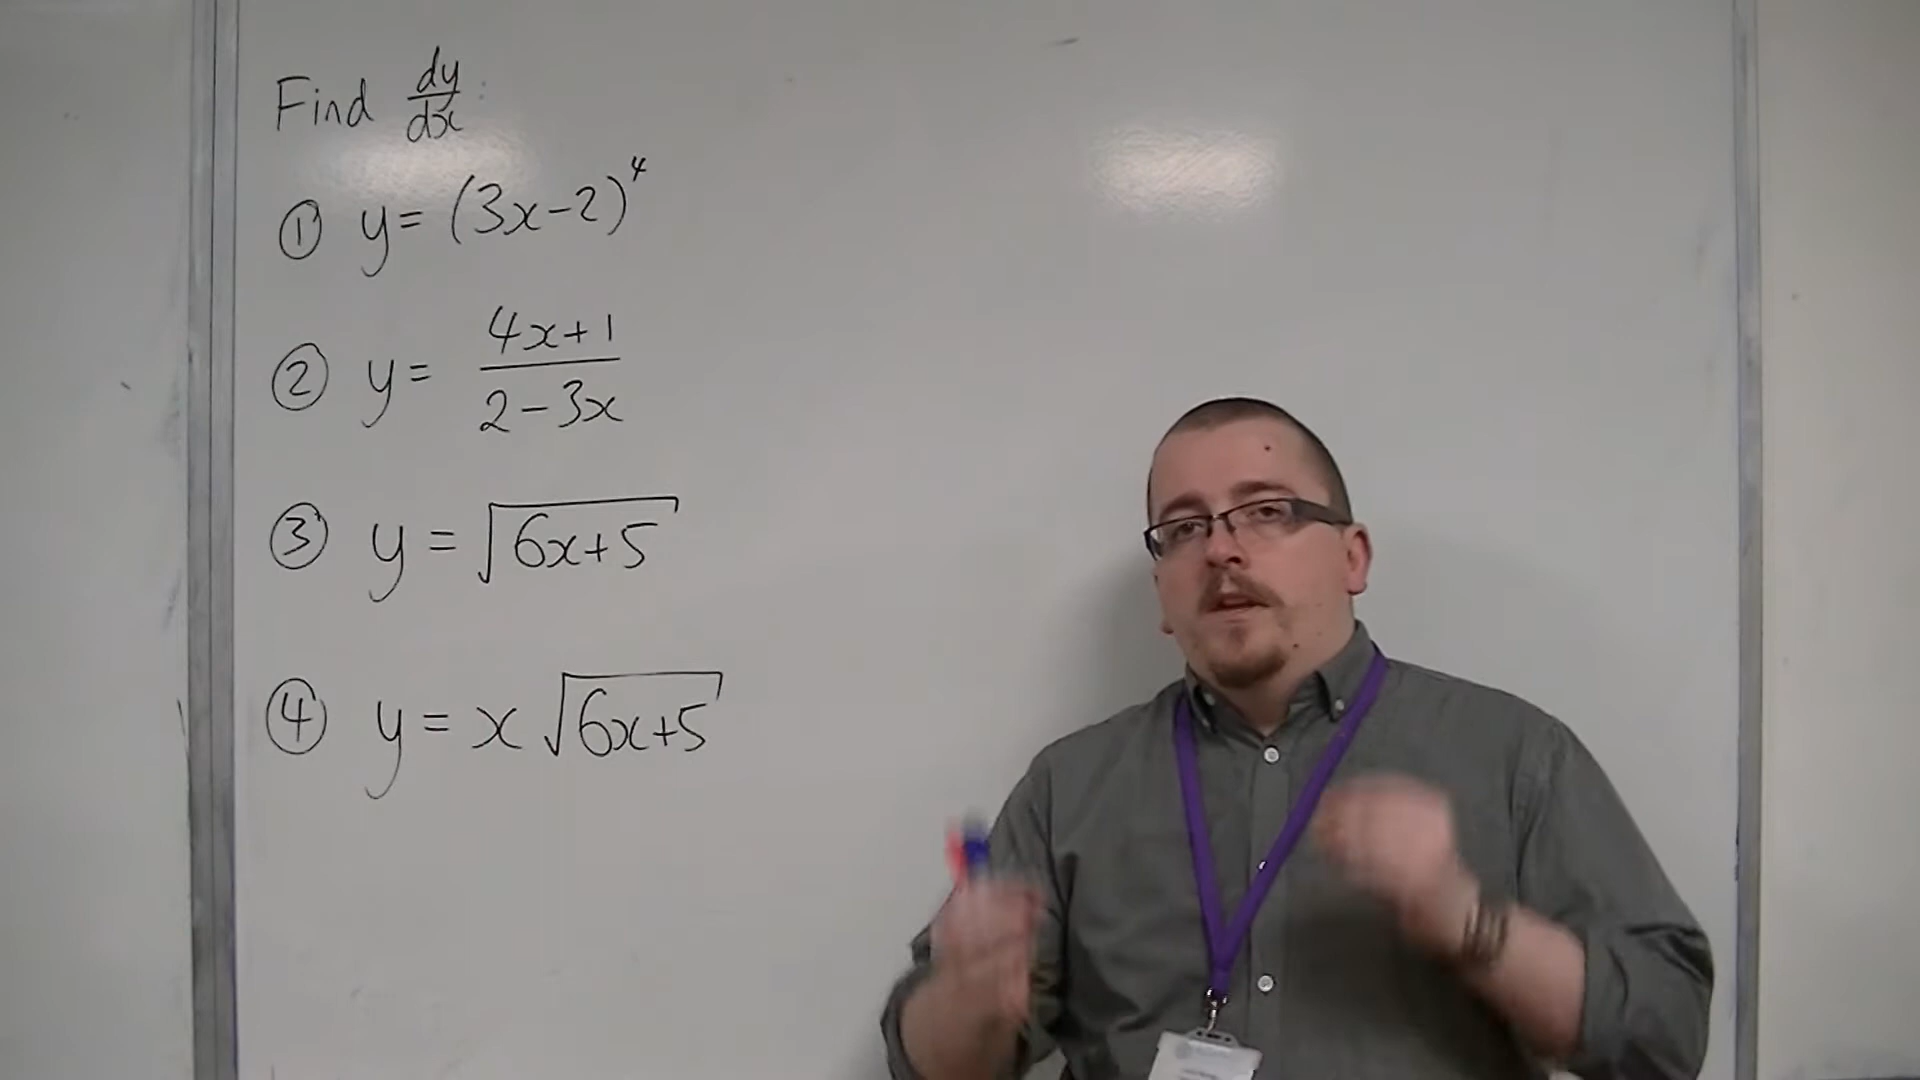 Find dy/dx
① y = (3x-2)⁴
② y = (4x+1)/(2-3x)
③ y = √(6x+5)
④ y = x√(6x+5)